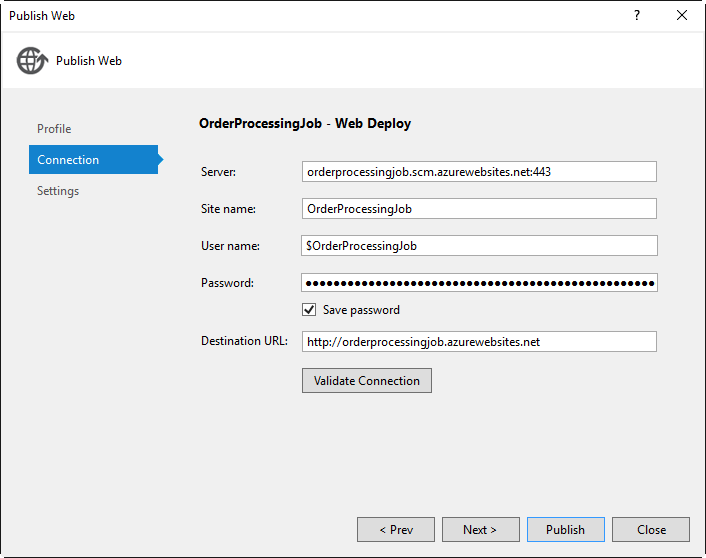 Publish Web
?
Publish Web
Profile
Connection
Settings
OrderProcessingJob - Web Deploy
Server: orderprocessingjob.scm.azurewebsites.net:443
Site name: OrderProcessingJob
User name: $OrderProcessingJob
Password: ••••••••••••••••••••••••••••••••••••••••••••••••••
Save password
Destination URL: http://orderprocessingjob.azurewebsites.net
Validate Connection
< Prev Next > Publish Close